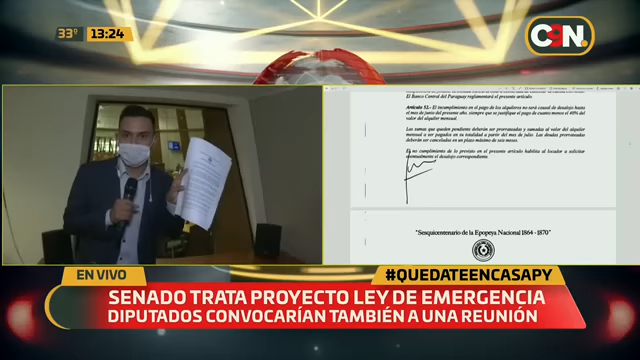 33º
13:24
C9N.
El Banco Central del Paraguay reglamentará el presente artículo.
Artículo 52.- El incumplimiento en el pago de los alquileres no será causal de desalojo hasta
el mes de junio del presente año, siempre que se justifique el pago de cuanto menos el 40% del
valor del alquiler mensual.
Las sumas que queden pendiente deberán ser prorrateadas y sumadas al valor del alquiler
mensual a ser pagados en su totalidad a partir del mes de julio. Las deudas prorrateadas
deberán ser canceladas en un plazo máximo de seis meses.
El no cumplimiento de lo previsto en el presente artículo habilita al locador a solicitar
eventualmente el desalojo correspondiente.
"Sesquicentenario de la Epopeya Nacional 1864 - 1870"
EN VIVO
#QUEDATEENCASAPY
SENADO TRATA PROYECTO LEY DE EMERGENCIA
DIPUTADOS CONVOCARÍAN TAMBIÉN A UNA REUNIÓN